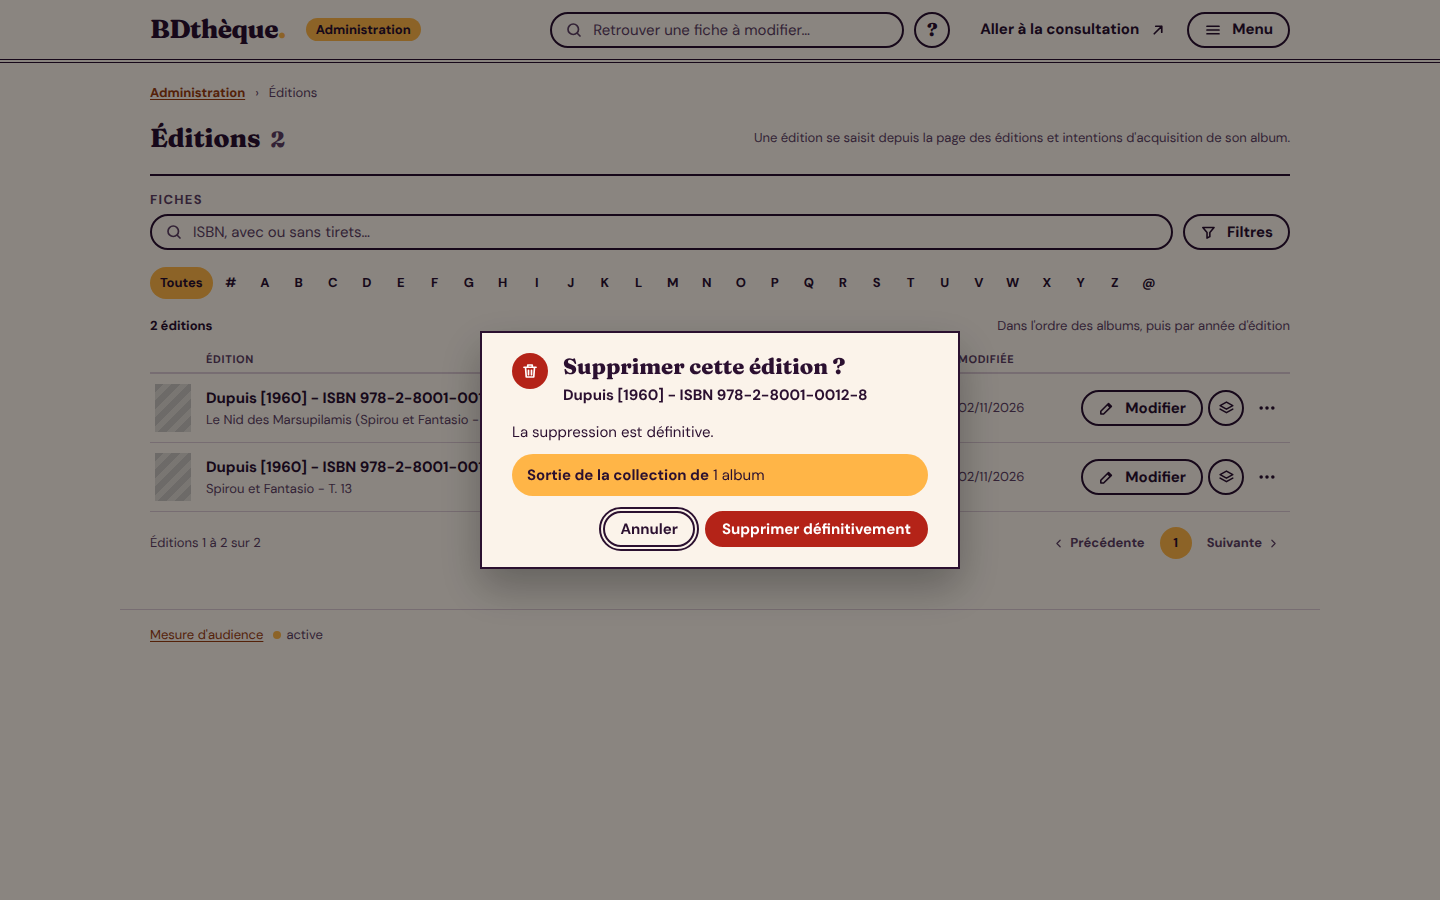 BDthèque.
Administration
Retrouver une fiche à modifier...
?
Aller à la consultation
Menu
Administration › Éditions
Éditions 2
Une édition se saisit depuis la page des éditions et intentions d'acquisition de son album.
FICHES
ISBN, avec ou sans tirets...
Filtres
Toutes # A B C D E F G H I J K L M N O P Q R S T U V W X Y Z @
2 éditions
Dans l'ordre des albums, puis par année d'édition
ÉDITION
MODIFIÉE
Dupuis [1960] - ISBN 978-2-8001-001
Le Nid des Marsupilamis (Spirou et Fantasio -
02/11/2026
Modifier
Dupuis [1960] - ISBN 978-2-8001-001
Spirou et Fantasio - T. 13
02/11/2026
Modifier
Supprimer cette édition ?
Dupuis [1960] - ISBN 978-2-8001-0012-8
La suppression est définitive.
Sortie de la collection de 1 album
Annuler
Supprimer définitivement
Éditions 1 à 2 sur 2
Précédente
1
Suivante
Mesure d'audience
active